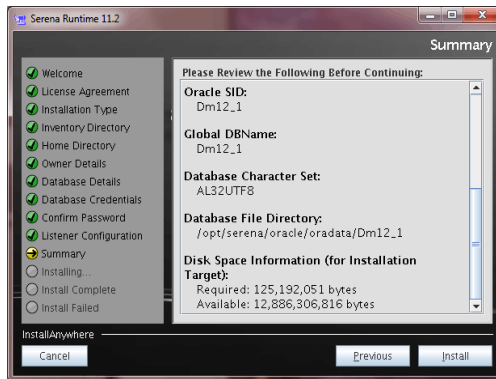 Serena Runtime 11.2
Summary
Welcome
License Agreement
Installation Type
Inventory Directory
Home Directory
Owner Details
Database Details
Database Credentials
Confirm Password
Listener Configuration
Summary
Installing...
Install Complete
Install Failed
Please Review the Following Before Continuing:
Oracle SID:
Dm12_1
Global DBName:
Dm12_1
Database Character Set:
AL32UTF8
Database File Directory:
/opt/serena/oracle/oradata/Dm12_1
Disk Space Information (for Installation
Target):
Required: 125,192,051 bytes
Available: 12,886,306,816 bytes
InstallAnywhere
Cancel
Previous
Install